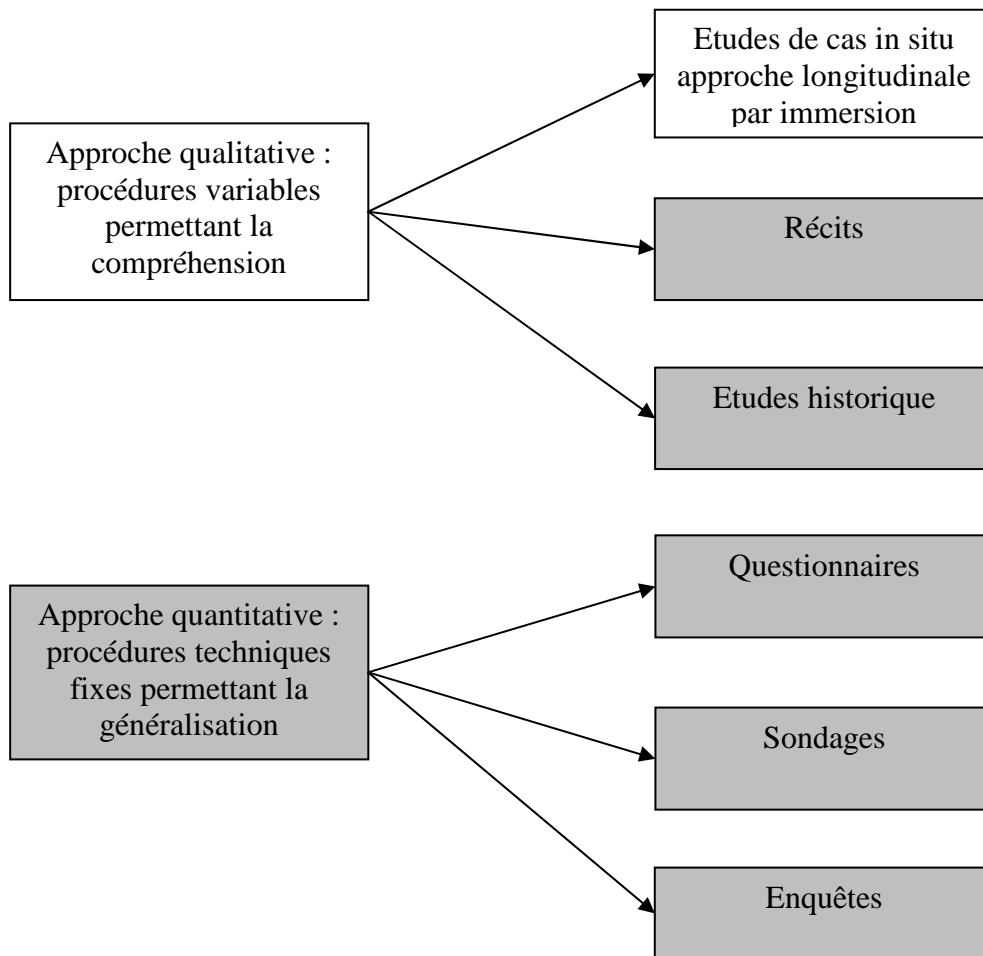 Etudes de cas in situ
approche longitudinale
par immersion
Approche qualitative :
procédures variables
permettant la
compréhension
Récits
Etudes historique
Questionnaires
Approche quantitative :
procédures techniques
fixes permettant la
généralisation
Sondages
Enquêtes